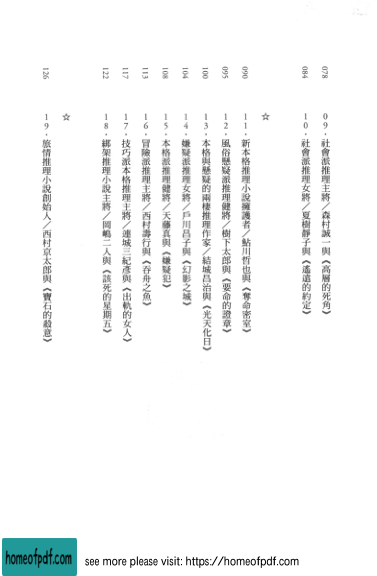 078 09．社會派推理主將／森村誠一與《高層的死角》
084 10．社會派推理女將／夏樹靜子與《遙遠的約定》
☆
090 11．新本格推理小說擁護者／鮎川哲也與《奪命密室》
095 12．風俗懸疑派推理健將／樹下太郎與《要命的證章》
100 13．本格與懸疑的兩棲推理作家／結城昌治與《光天化日》
104 14．嫌疑派推理女將／戶川昌子與《幻影之城》
108 15．本格派推理健將／天藤真與《嫌疑犯》
113 16．冒險派推理主將／西村壽行與《吞舟之魚》
117 17．技巧派本格推理主將／連城三紀彥與《出軌的女人》
122 18．綁架推理小說主將／岡嶋二人與《該死的星期五》
☆
126 19．旅情推理小說創始人／西村京太郎與《寶石的殺意》
homeofpdf.com
see more please visit: https://homeofpdf.com